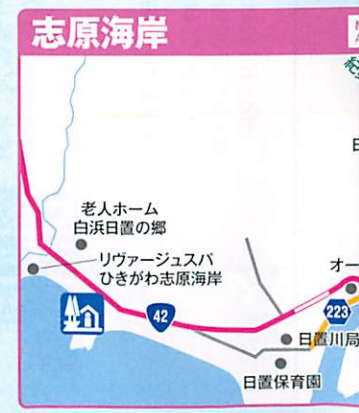 志原海岸
老人ホーム
白浜日置の郷
リヴァージュスパ
ひきがわ志原海岸
42
オー
223
日置川局
日置保育園